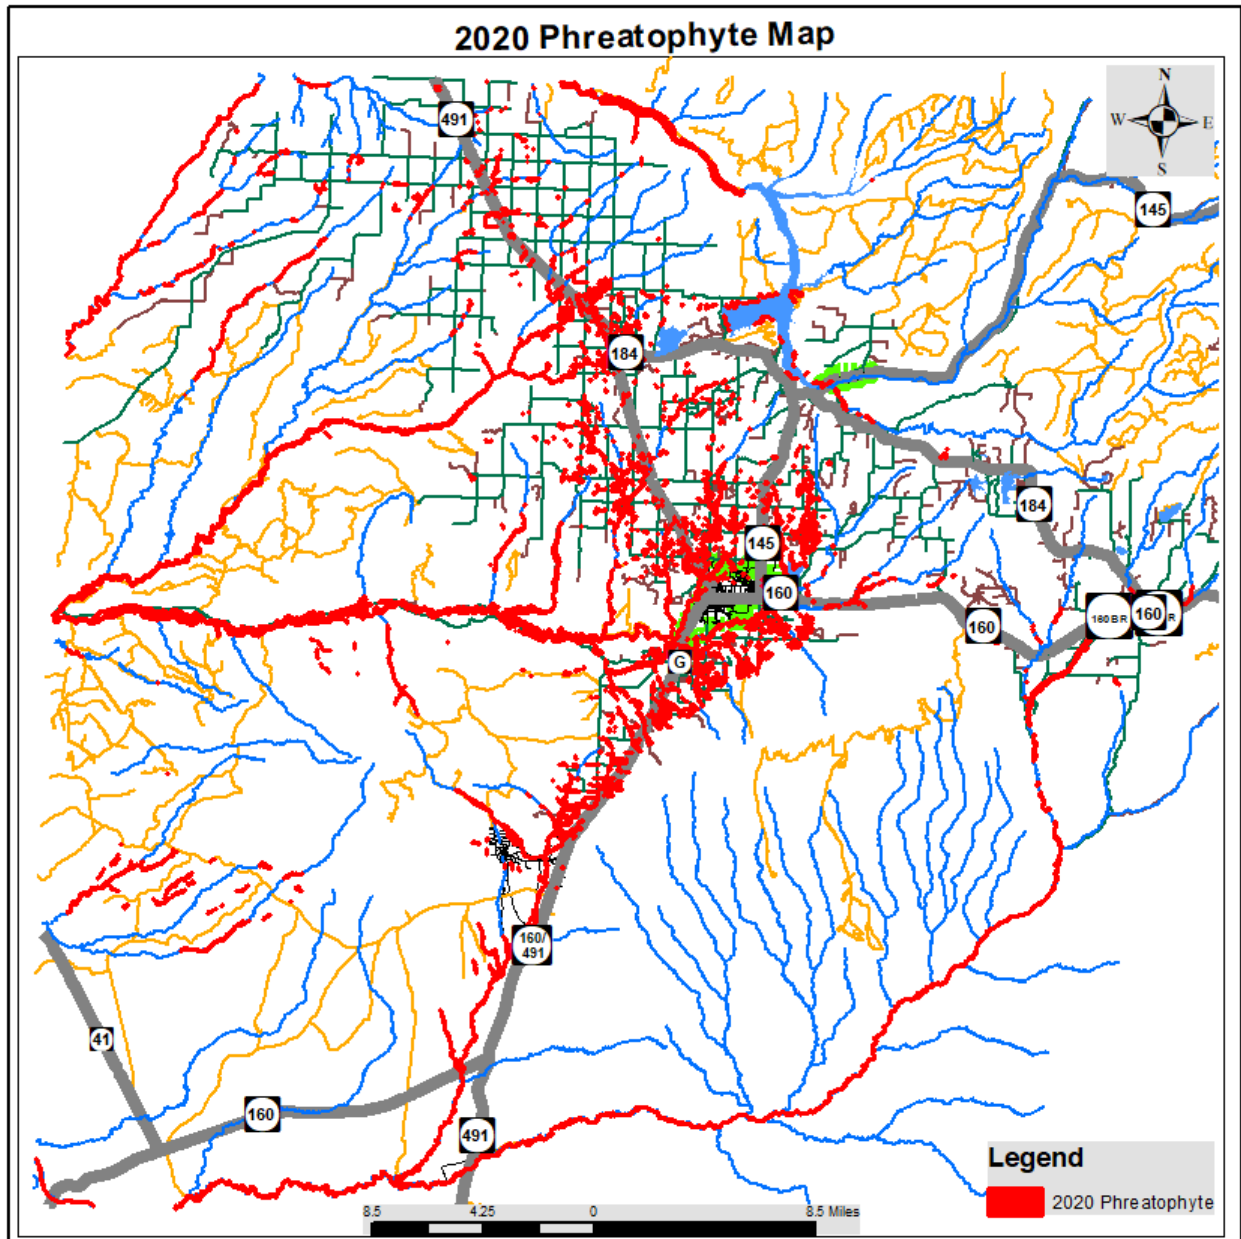 2020 Phreatophyte Map
N
W E
S
491
145
184
184
145
160
160
160 BR
160 R
G
160/
491
41
160
491
Legend
2020 Phreatophyte
8.5 4.25 0 8.5 Miles